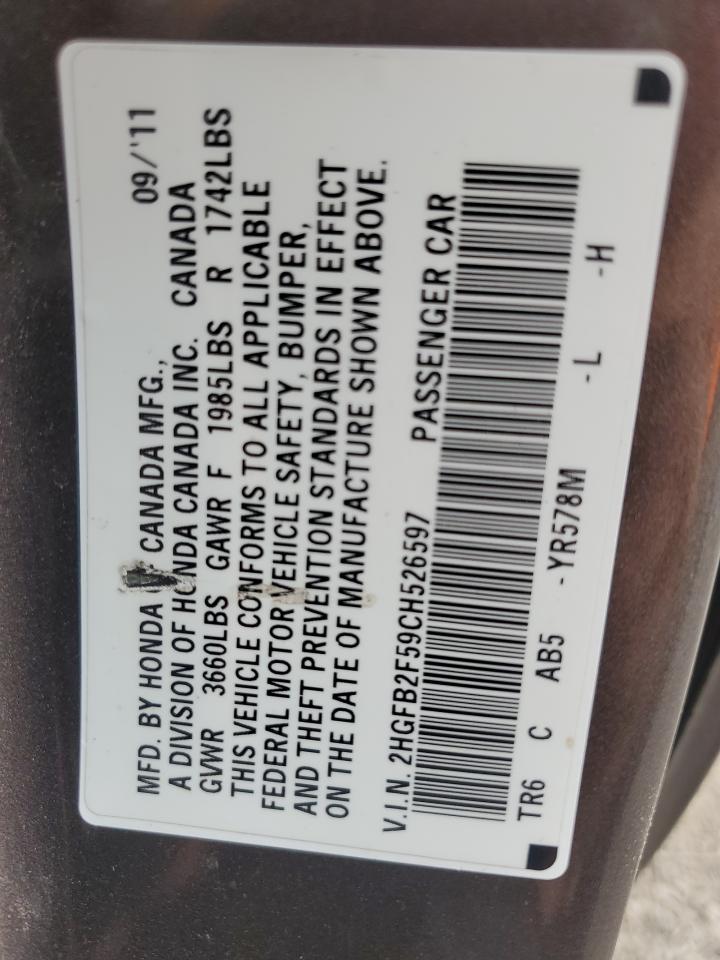 MFD. BY HONDA OF CANADA MFG., 09/'11
A DIVISION OF HONDA CANADA INC. CANADA
GVWR 3660LBS GAWR F 1985LBS R 1742LBS
THIS VEHICLE CONFORMS TO ALL APPLICABLE
FEDERAL MOTOR VEHICLE SAFETY, BUMPER,
AND THEFT PREVENTION STANDARDS IN EFFECT
ON THE DATE OF MANUFACTURE SHOWN ABOVE.
V.I.N. 2HGFB2F59CH526597 PASSENGER CAR
TR6 C AB5 -YR578M -L -H